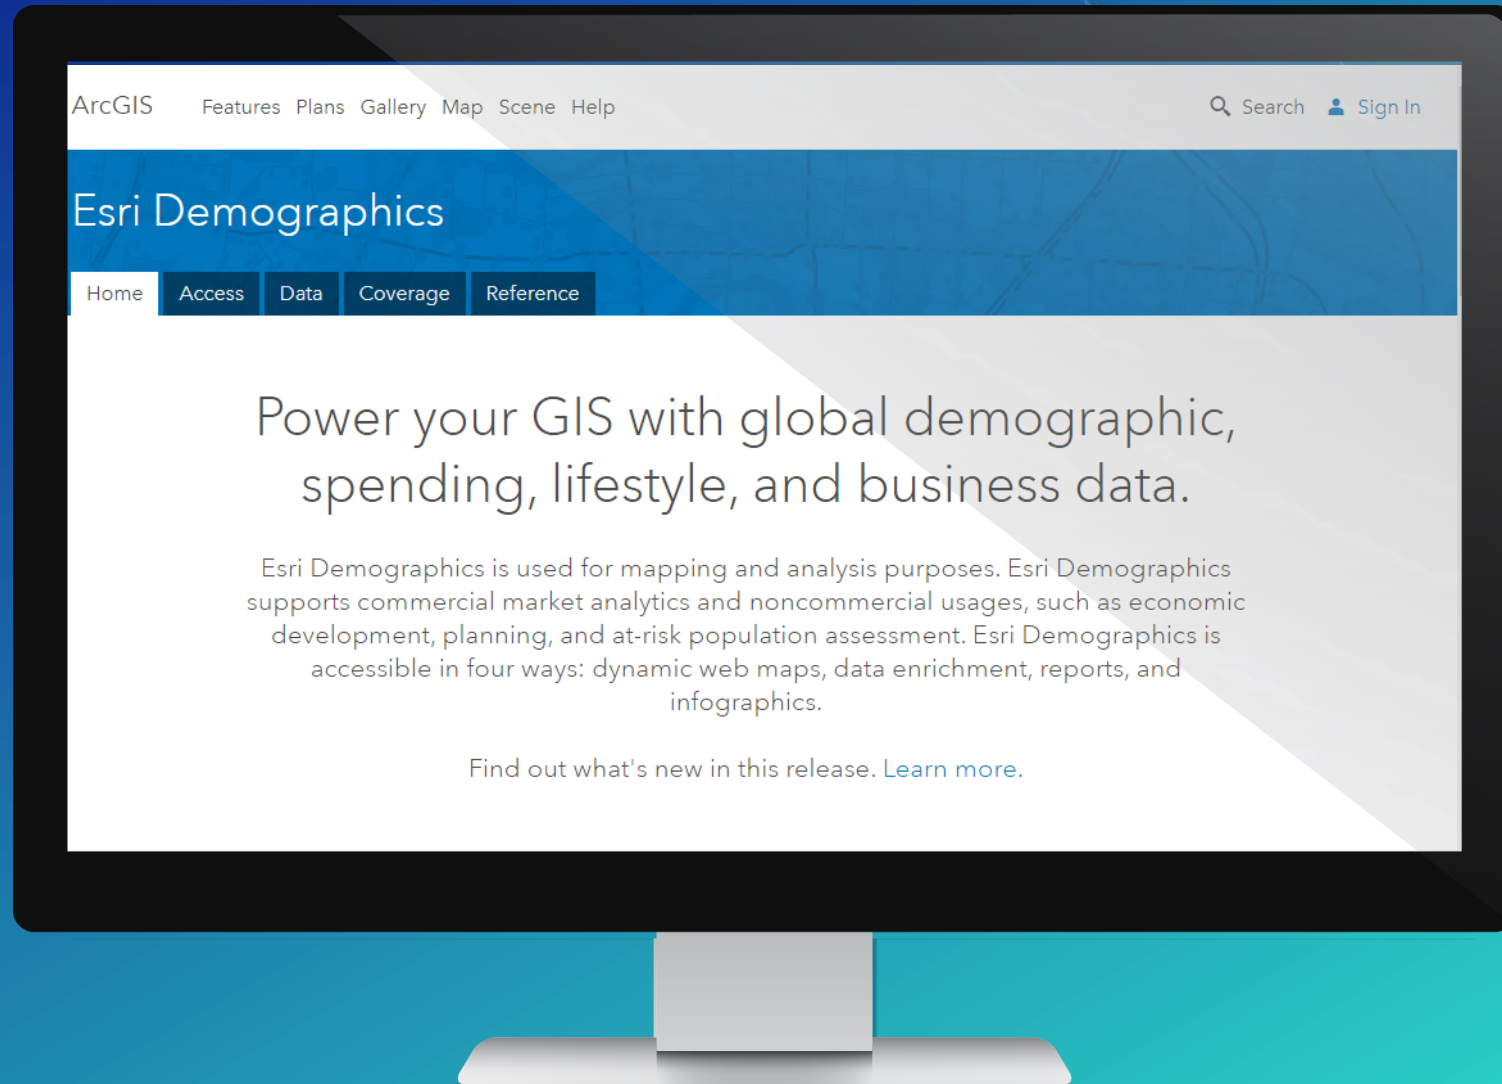 ArcGIS Features Plans Gallery Map Scene Help Search Sign In
Esri Demographics
Home Access Data Coverage Reference
Power your GIS with global demographic,
spending, lifestyle, and business data.
Esri Demographics is used for mapping and analysis purposes. Esri Demographics
supports commercial market analytics and noncommercial usages, such as economic
development, planning, and at-risk population assessment. Esri Demographics is
accessible in four ways: dynamic web maps, data enrichment, reports, and
infographics.
Find out what's new in this release. Learn more.